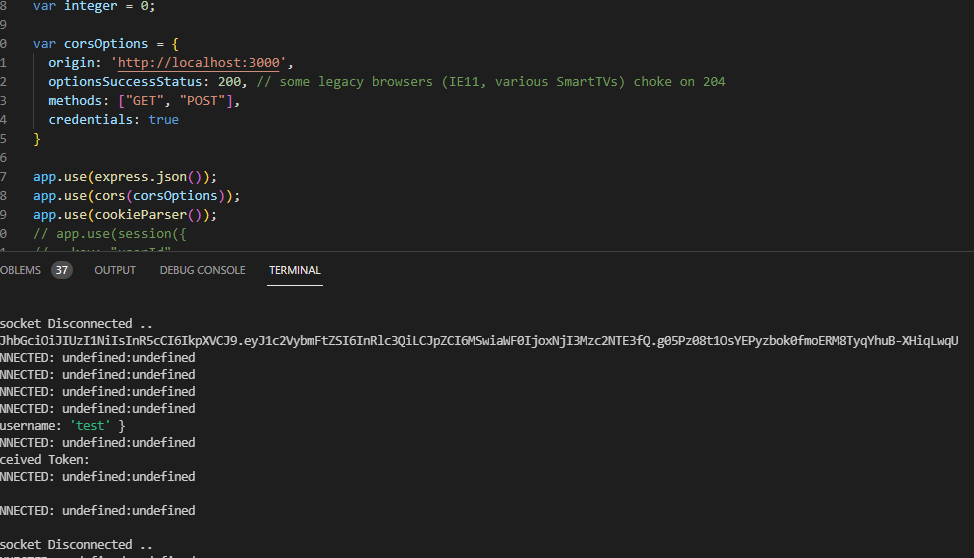 8 var integer = 0;
9
0 var corsOptions = {
1 origin: 'http://localhost:3000',
2 optionsSuccessStatus: 200, // some legacy browsers (IE11, various SmartTVs) choke on 204
3 methods: ["GET", "POST"],
4 credentials: true
5 }
6
7 app.use(express.json());
8 app.use(cors(corsOptions));
9 app.use(cookieParser());
0 // app.use(session({
OBLEMS 37 OUTPUT DEBUG CONSOLE TERMINAL
socket Disconnected ..
JhbGciOiJIUzI1NiIsInR5cCI6IkpXVCJ9.eyJ1c2VybmFtZSI6InRlc3QiLCJpZCI6MSwiaWF0IjoxNjI3Mzc2NTE3fQ.g05Pz08t1OsYEPyzbok0fmoERM8TyqYhuB-XHiqLwqU
NNECTED: undefined:undefined
NNECTED: undefined:undefined
NNECTED: undefined:undefined
NNECTED: undefined:undefined
username: 'test' }
NNECTED: undefined:undefined
ceived Token:
NNECTED: undefined:undefined
NNECTED: undefined:undefined
socket Disconnected ..